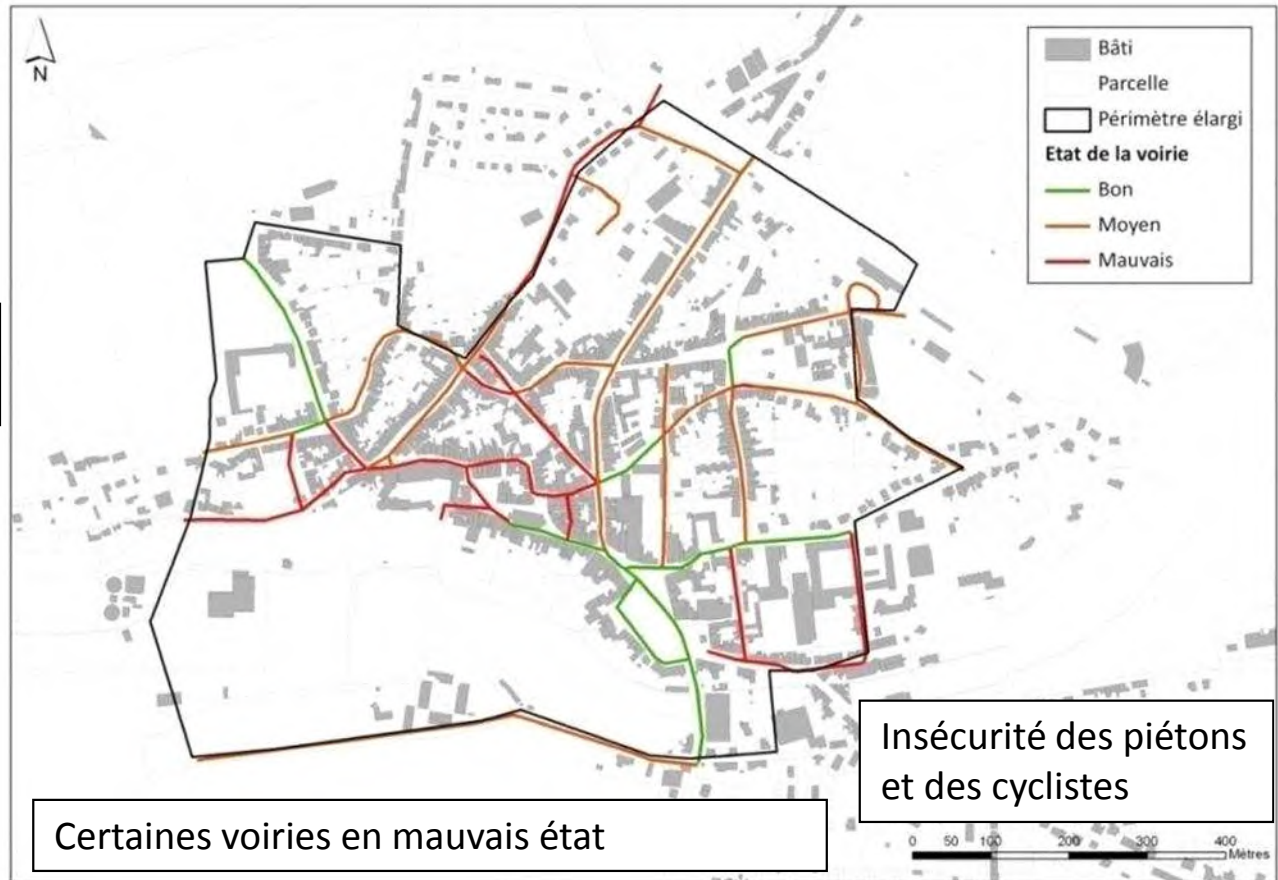 N
Bâti
Parcelle
Périmètre élargi
Etat de la voirie
Bon
Moyen
Mauvais
Insécurité des piétons
et des cyclistes
Certaines voiries en mauvais état
0 50 100 200 300 400
Mètres